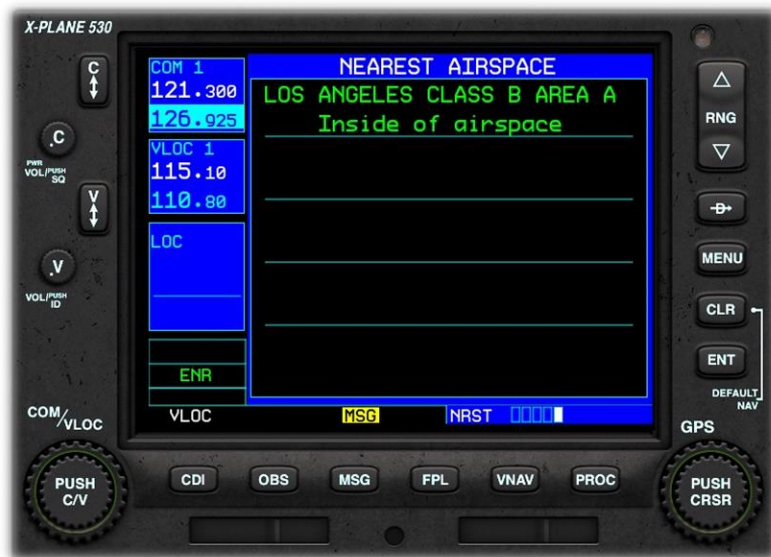 X-PLANE 530
C
.C
PWR
VOL/PUSH
SQ
V
.V
VOL/PUSH
ID
COM/VLOC
PUSH
C/V
COM 1
121.300
126.925
VLOC 1
115.10
110.80
LOC
ENR
VLOC
NEAREST AIRSPACE
LOS ANGELES CLASS B AREA A
Inside of airspace
MSG
NRST
RNG
D
MENU
CLR
ENT
DEFAULT
NAV
GPS
PUSH
CRSR
CDI
OBS
MSG
FPL
VNAV
PROC